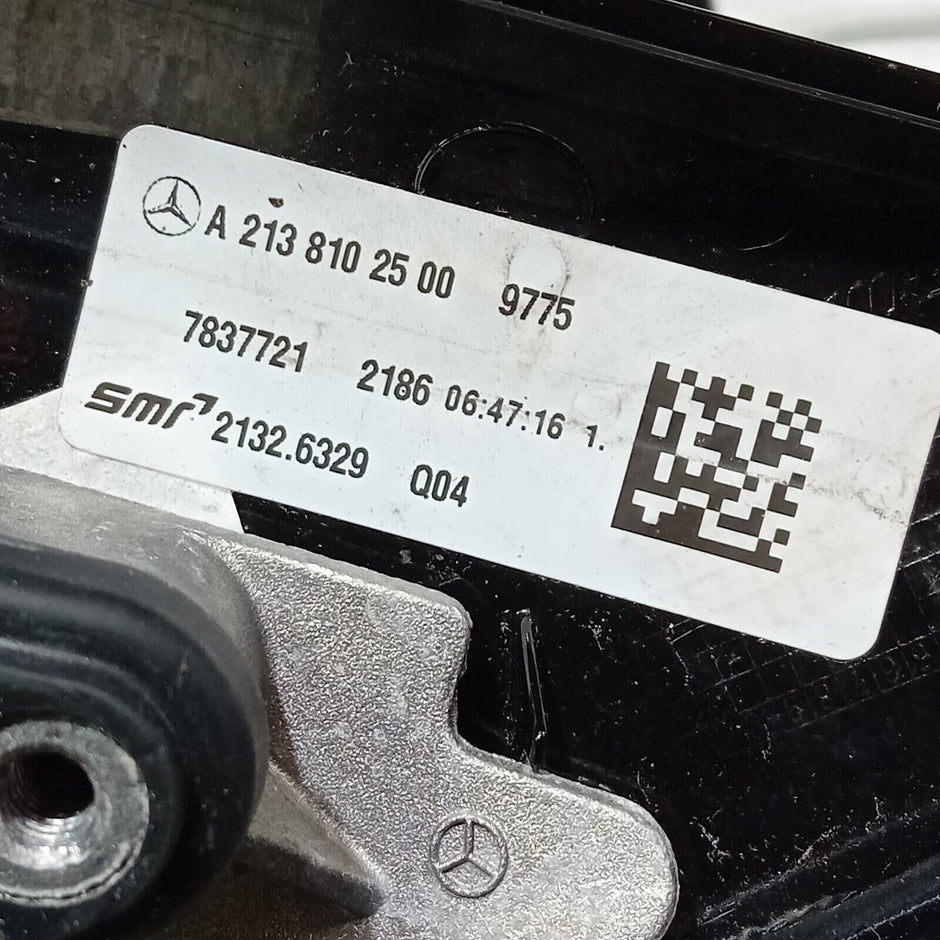 A 213 810 25 00 9775
7837721 2186 06:47:16 1.
smr 2132.6329 Q04